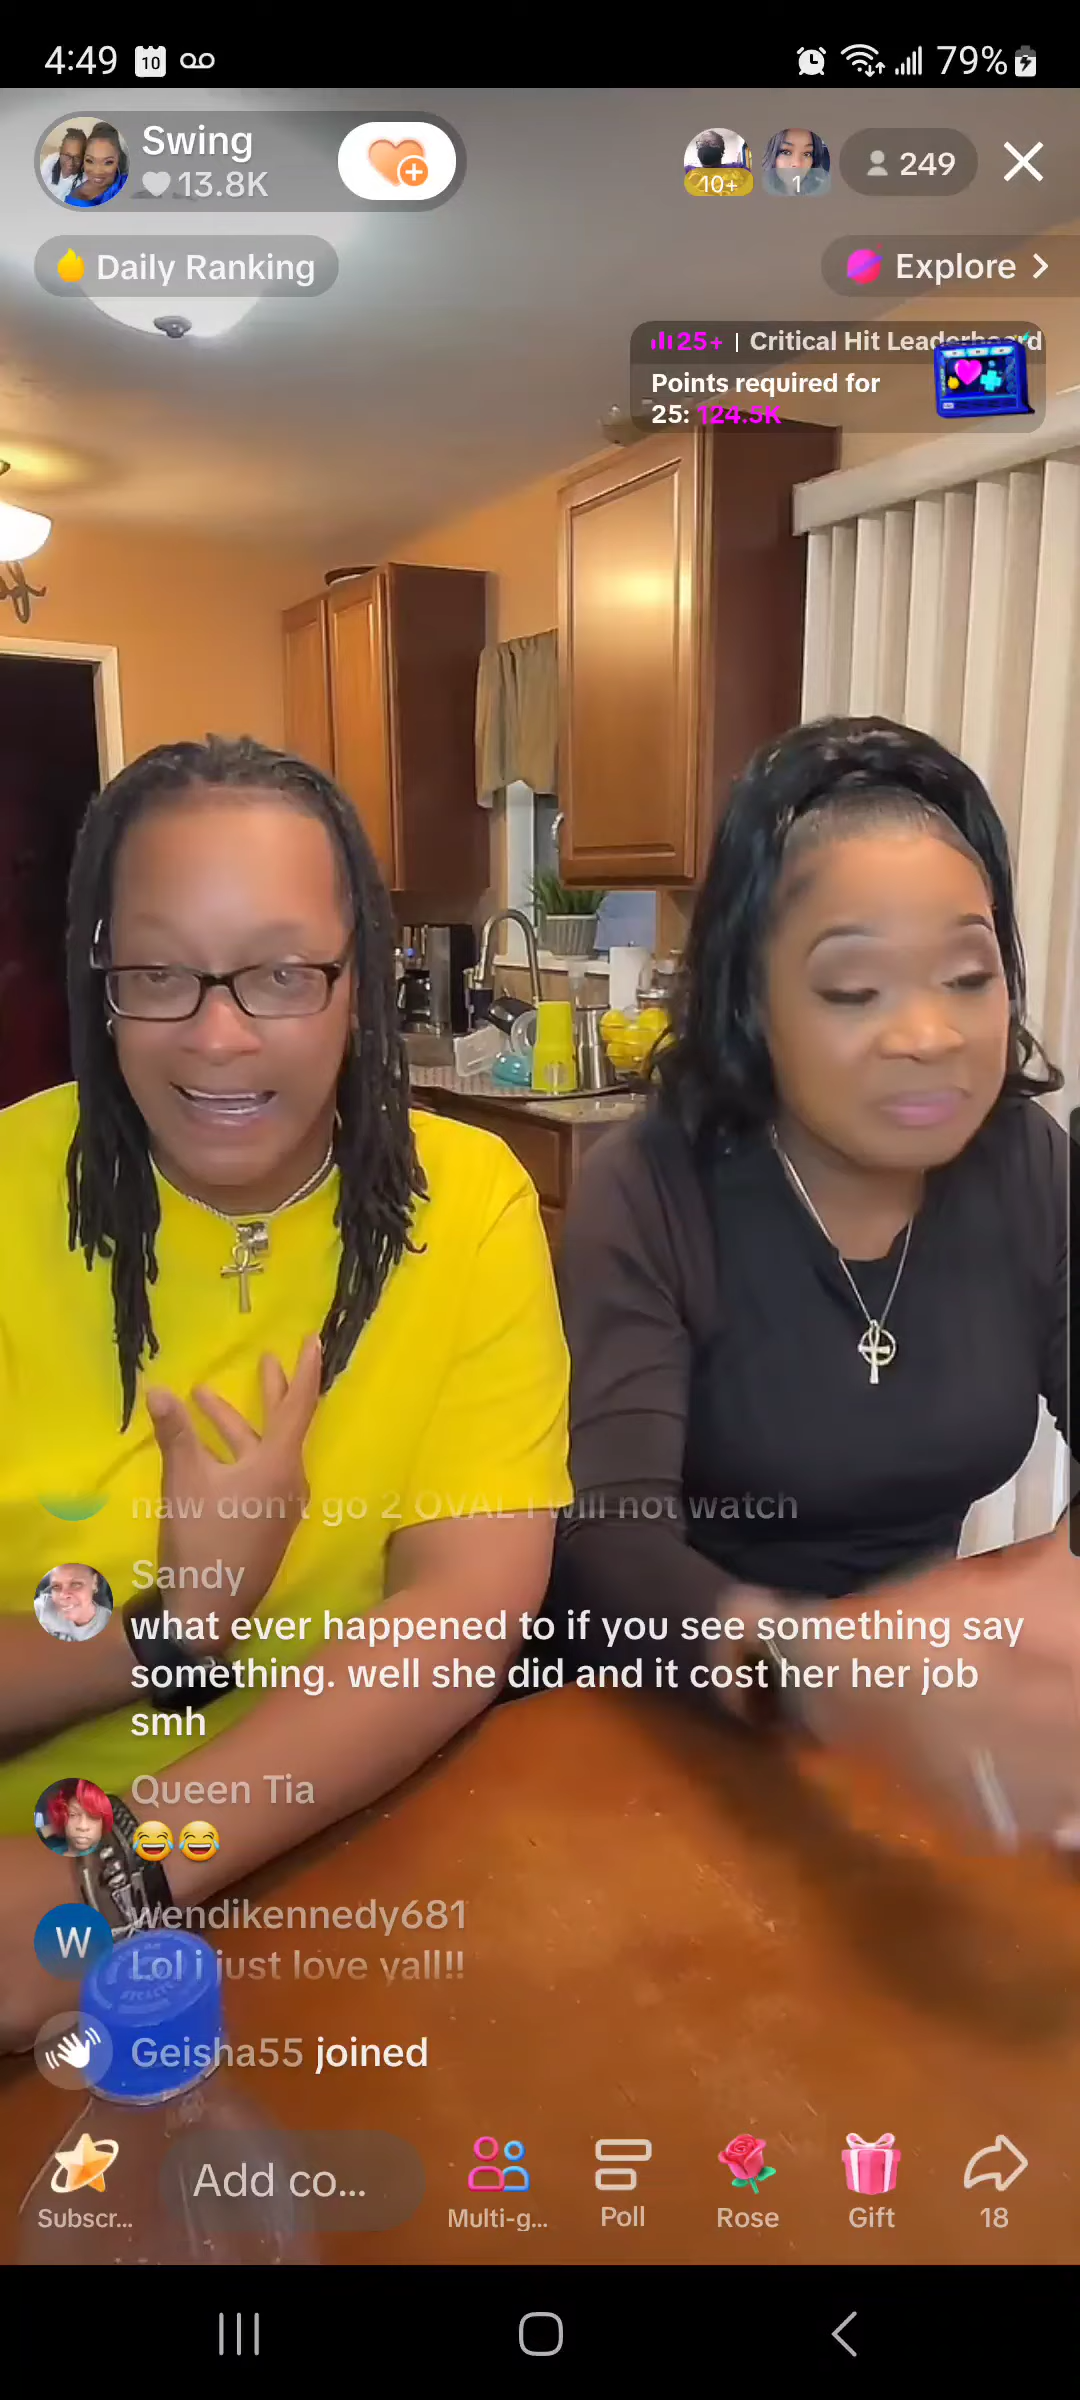 4:49
10
79%
Swing
13.8K
10+
1
249
Daily Ranking
Explore
25+ | Critical Hit Leaderboard
Points required for
25: 124.5K
naw don't go 2 OVAL I will not watch
Sandy
what ever happened to if you see something say
something. well she did and it cost her her job
smh
Queen Tia
😂😂
W
wendikennedy681
Lol i just love yall!!
Geisha55 joined
Add co...
Subscr...
Multi-g...
Poll
Rose
Gift
18